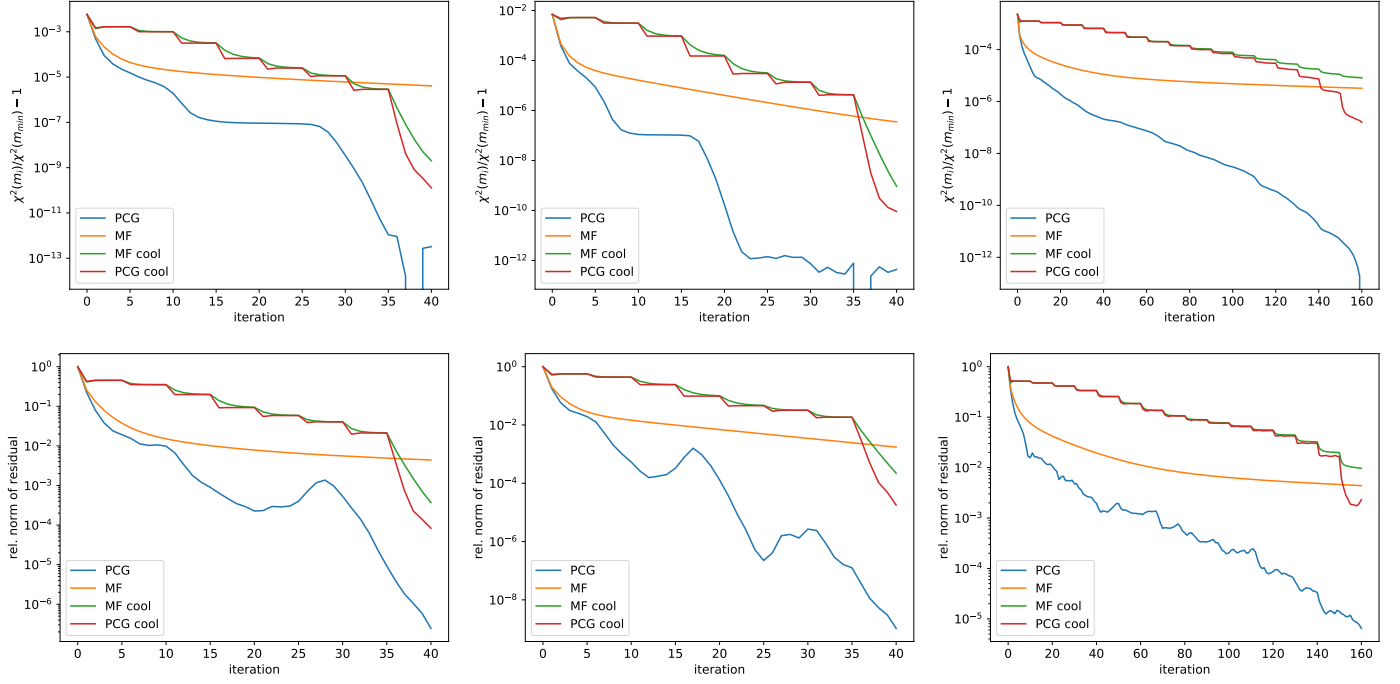 χ²(mᵢ)/χ²(mₘᵢₙ) − 1
10⁻³
10⁻⁵
10⁻⁷
10⁻⁹
10⁻¹¹
10⁻¹³
PCG
MF
MF cool
PCG cool
0 5 10 15 20 25 30 35 40
iteration
χ²(mᵢ)/χ²(mₘᵢₙ) − 1
10⁻²
10⁻⁴
10⁻⁶
10⁻⁸
10⁻¹⁰
10⁻¹²
PCG
MF
MF cool
PCG cool
0 5 10 15 20 25 30 35 40
iteration
χ²(mᵢ)/χ²(mₘᵢₙ) − 1
10⁻⁴
10⁻⁶
10⁻⁸
10⁻¹⁰
10⁻¹²
PCG
MF
MF cool
PCG cool
0 20 40 60 80 100 120 140 160
iteration
rel. norm of residual
10⁰
10⁻¹
10⁻²
10⁻³
10⁻⁴
10⁻⁵
10⁻⁶
PCG
MF
MF cool
PCG cool
0 5 10 15 20 25 30 35 40
iteration
rel. norm of residual
10⁰
10⁻²
10⁻⁴
10⁻⁶
10⁻⁸
PCG
MF
MF cool
PCG cool
0 5 10 15 20 25 30 35 40
iteration
rel. norm of residual
10⁰
10⁻¹
10⁻²
10⁻³
10⁻⁴
10⁻⁵
PCG
MF
MF cool
PCG cool
0 20 40 60 80 100 120 140 160
iteration